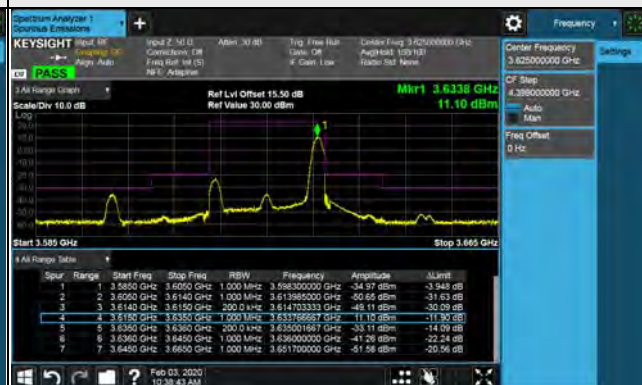 Spectrum Analyzer 1
Spurious Emissions
Frequency
KEYSIGHT Input: RF
Coupling: DC
Align: Auto
Input Z: 50 Ω
Corrections: Off
Freq Ref: Int (S)
NFE: Adaptive
Atten: 30 dB
Trig: Free Run
Gate: Off
IF Gain: Low
Center Freq: 3.625000000 GHz
Avg|Hold: 100/100
Radio Std: None
PASS
Center Frequency
3.625000000 GHz
Settings
CF Step
4.398000000 GHz
Auto
Man
Freq Offset
0 Hz
3 All Range Graph
Scale/Div 10.0 dB
Ref Lvl Offset 15.50 dB
Ref Value 30.00 dBm
Mkr1 3.6338 GHz
11.10 dBm
Log
1
Start 3.585 GHz
Stop 3.665 GHz
Spur Range Start Freq Stop Freq RBW Frequency Amplitude ΔLimit
1 1 3.5850 GHz 3.6050 GHz 1.000 MHz 3.598300000 GHz -34.97 dBm -3.948 dB
2 2 3.6050 GHz 3.6140 GHz 1.000 MHz 3.613985000 GHz -50.65 dBm -31.63 dB
3 3 3.6140 GHz 3.6150 GHz 200.0 kHz 3.614703333 GHz -49.11 dBm -30.09 dB
4 4 3.6150 GHz 3.6350 GHz 1.000 MHz 3.633766667 GHz 11.10 dBm -11.90 dB
5 5 3.6350 GHz 3.6360 GHz 200.0 kHz 3.635001667 GHz -33.11 dBm -14.09 dB
6 6 3.6360 GHz 3.6450 GHz 1.000 MHz 3.636000000 GHz -41.26 dBm -22.24 dB
7 7 3.6450 GHz 3.6650 GHz 1.000 MHz 3.651700000 GHz -51.56 dBm -20.56 dB
Feb 03, 2020
10:38:43 AM